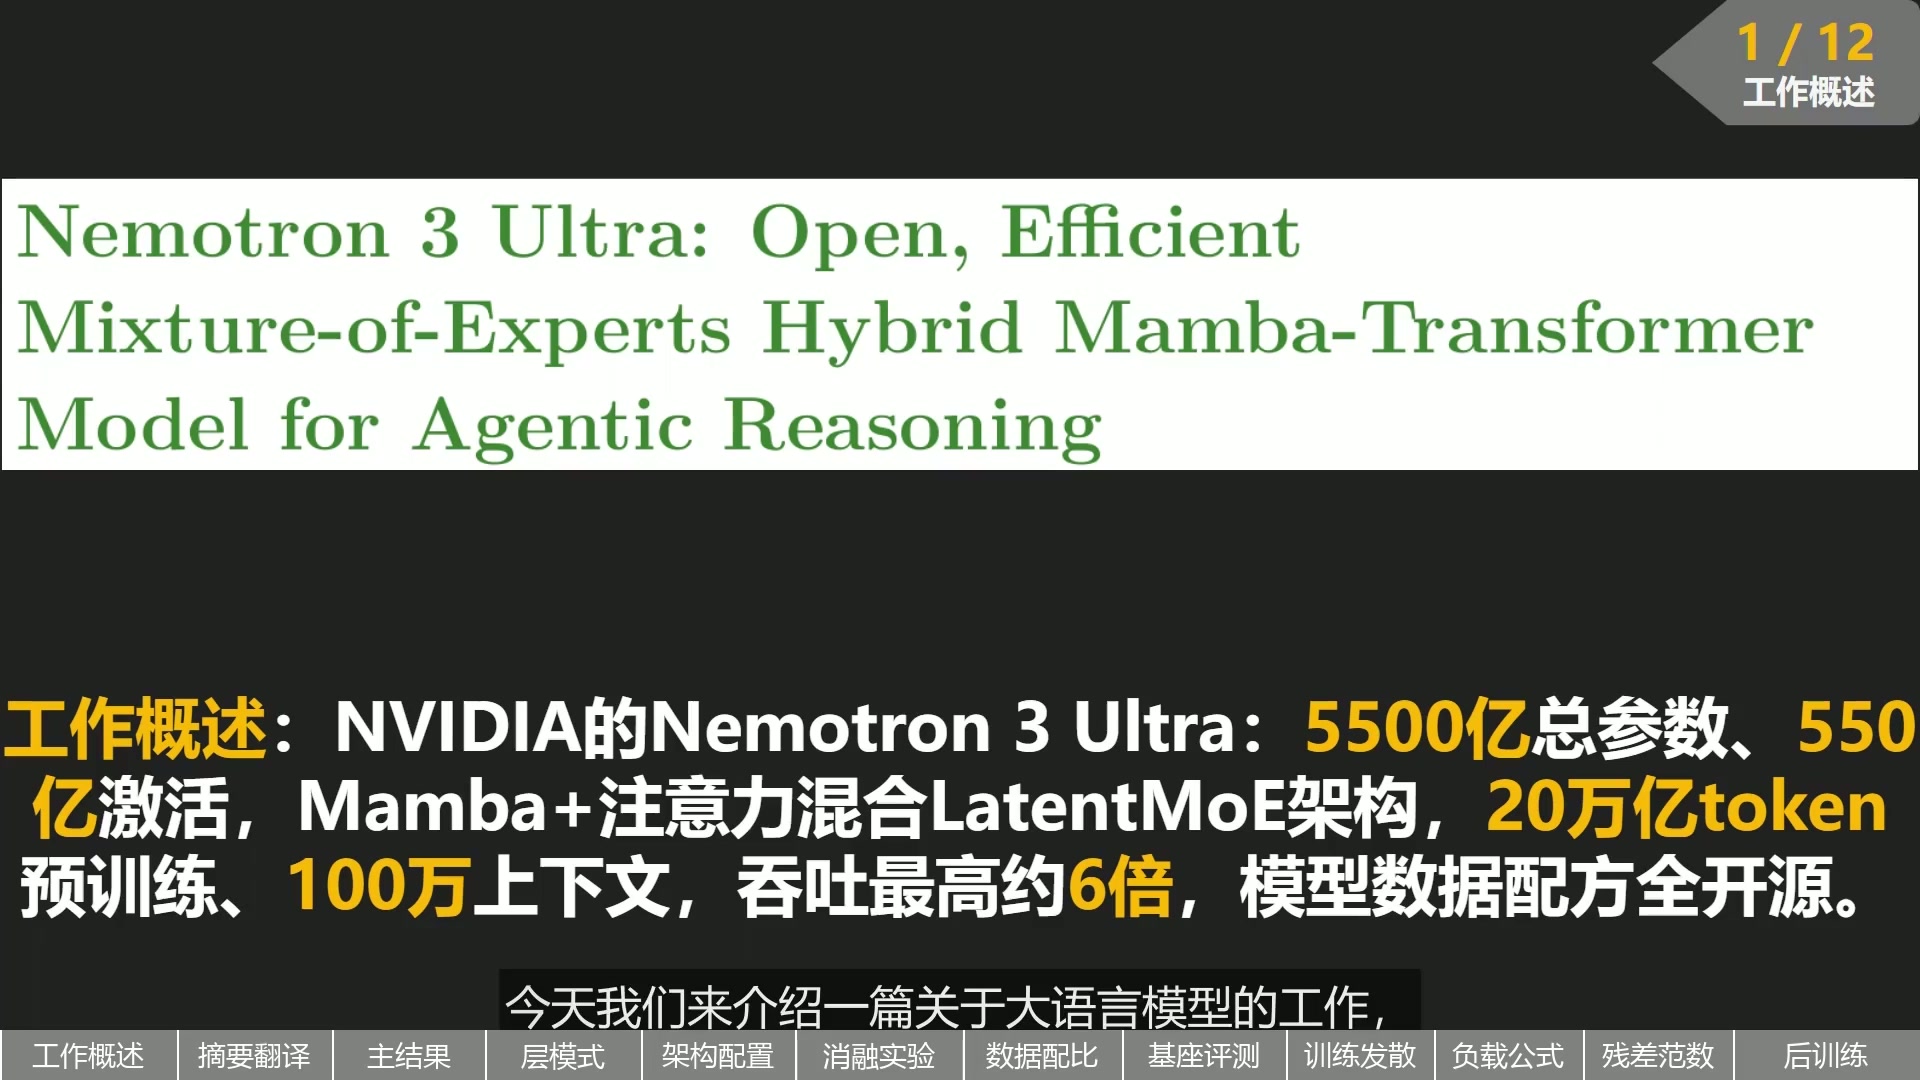 1 / 12
工作概述
Nemotron 3 Ultra: Open, Efficient
Mixture-of-Experts Hybrid Mamba-Transformer
Model for Agentic Reasoning
工作概述：NVIDIA的Nemotron 3 Ultra：5500亿总参数、550
亿激活，Mamba+注意力混合LatentMoE架构，20万亿token
预训练、100万上下文，吞吐最高约6倍，模型数据配方全开源。
今天我们来介绍一篇关于大语言模型的工作，
工作概述 摘要翻译 主结果 层模式 架构配置 消融实验 数据配比 基座评测 训练发散 负载公式 残差范数 后训练